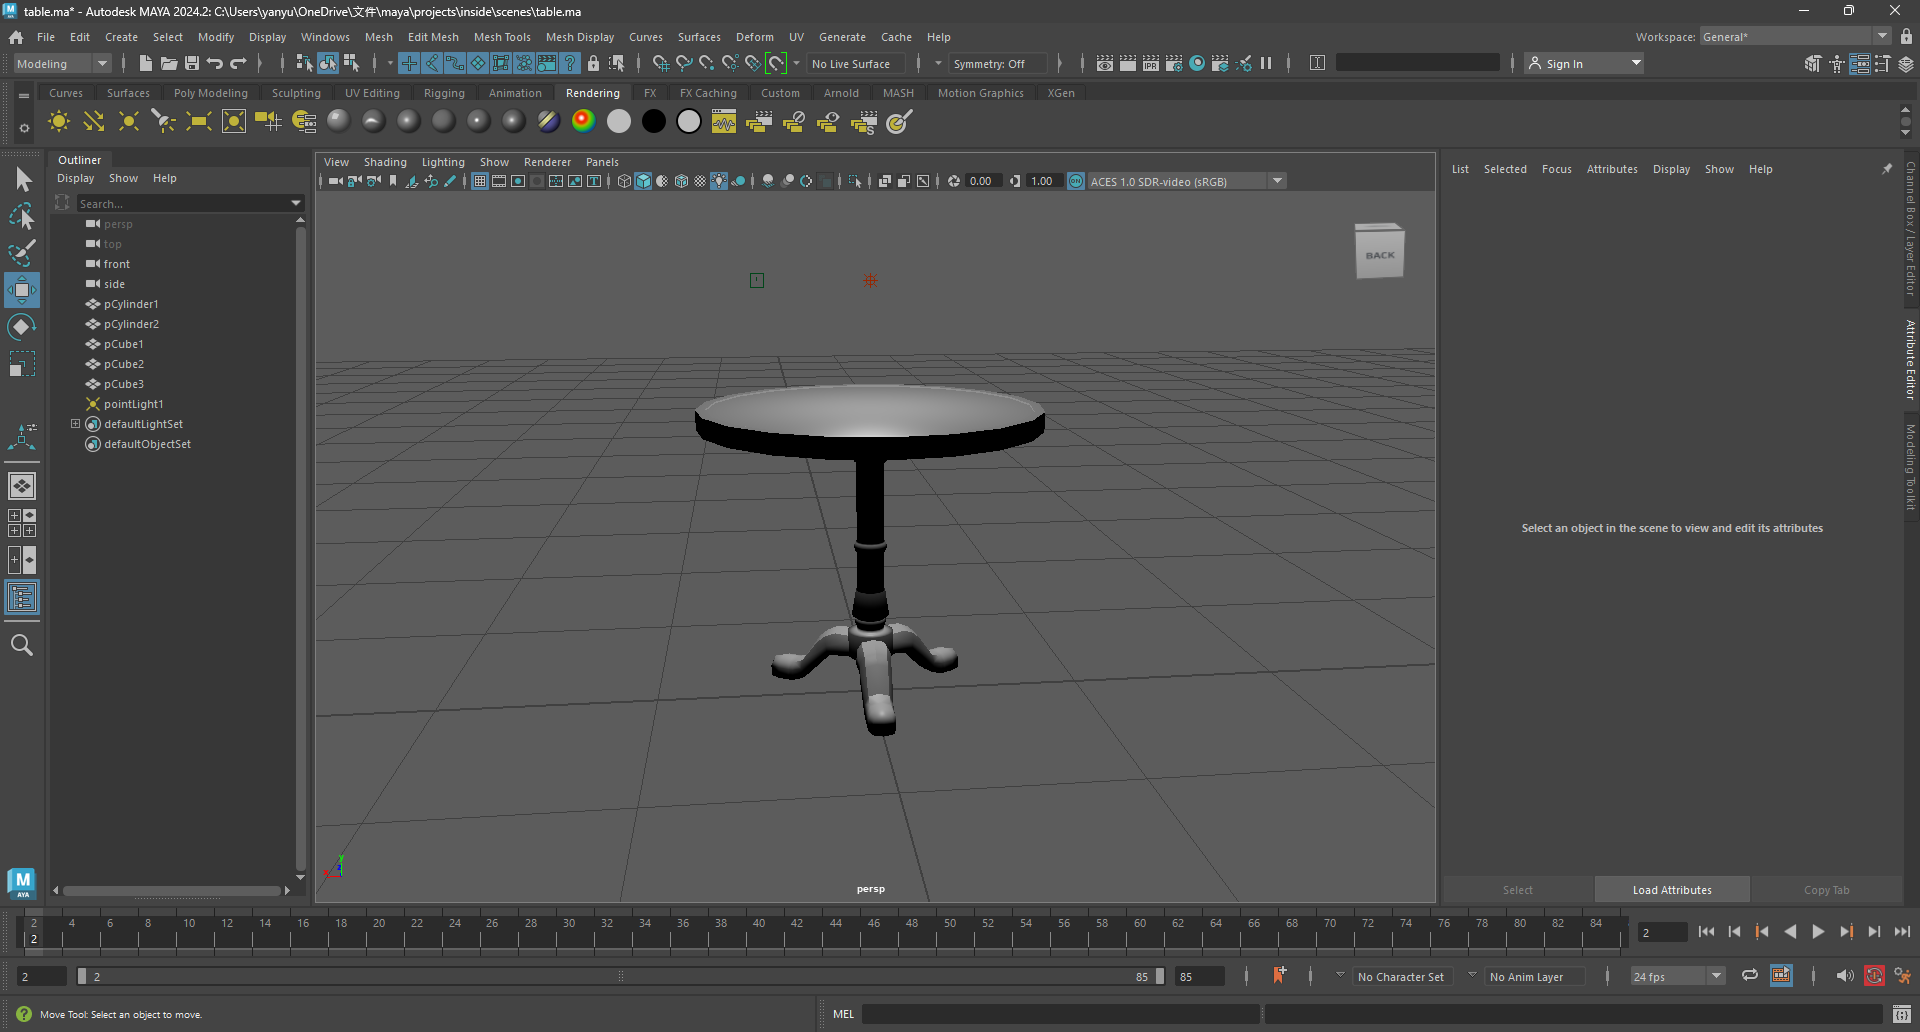 table.ma* - Autodesk MAYA 2024.2: C:\Users\yanyu\OneDrive\文件\maya\projects\inside\scenes\table.ma
File Edit Create Select Modify Display Windows Mesh Edit Mesh Mesh Tools Mesh Display Curves Surfaces Deform UV Generate Cache Help
Workspace: General*
Modeling
No Live Surface
Symmetry: Off
Sign In
Curves Surfaces Poly Modeling Sculpting UV Editing Rigging Animation Rendering FX FX Caching Custom Arnold MASH Motion Graphics XGen
Outliner
Display Show Help
Search...
persp
top
front
side
pCylinder1
pCylinder2
pCube1
pCube2
pCube3
pointLight1
defaultLightSet
defaultObjectSet
View Shading Lighting Show Renderer Panels
0.00
1.00
ACES 1.0 SDR-video (sRGB)
BACK
y
persp
List Selected Focus Attributes Display Show Help
Select an object in the scene to view and edit its attributes
Select Load Attributes Copy Tab
Channel Box / Layer Editor
Attribute Editor
Modeling Toolkit
M
AYA
2 4 6 8 10 12 14 16 18 20 22 24 26 28 30 32 34 36 38 40 42 44 46 48 50 52 54 56 58 60 62 64 66 68 70 72 74 76 78 80 82 84
2
2
2
2
85
85
No Character Set
No Anim Layer
24 fps
Move Tool: Select an object to move.
MEL